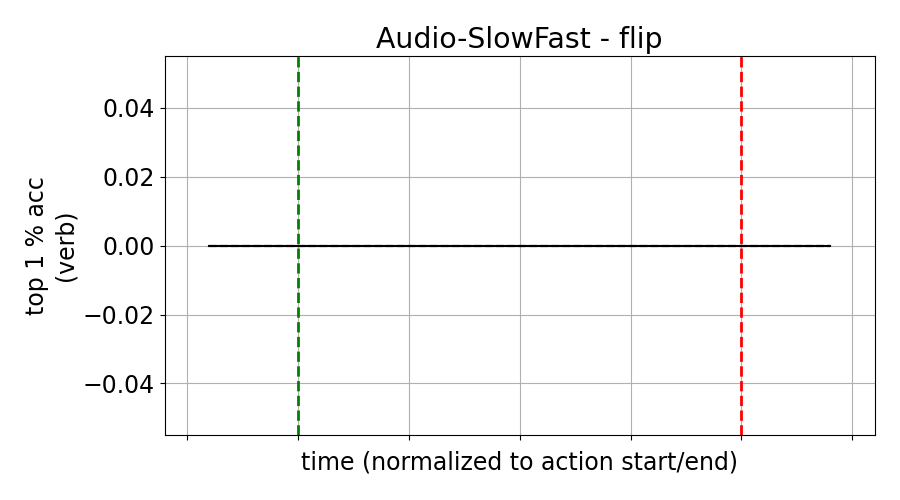 Audio-SlowFast - flip
top 1 % acc
(verb)
0.04
0.02
0.00
−0.02
−0.04
time (normalized to action start/end)